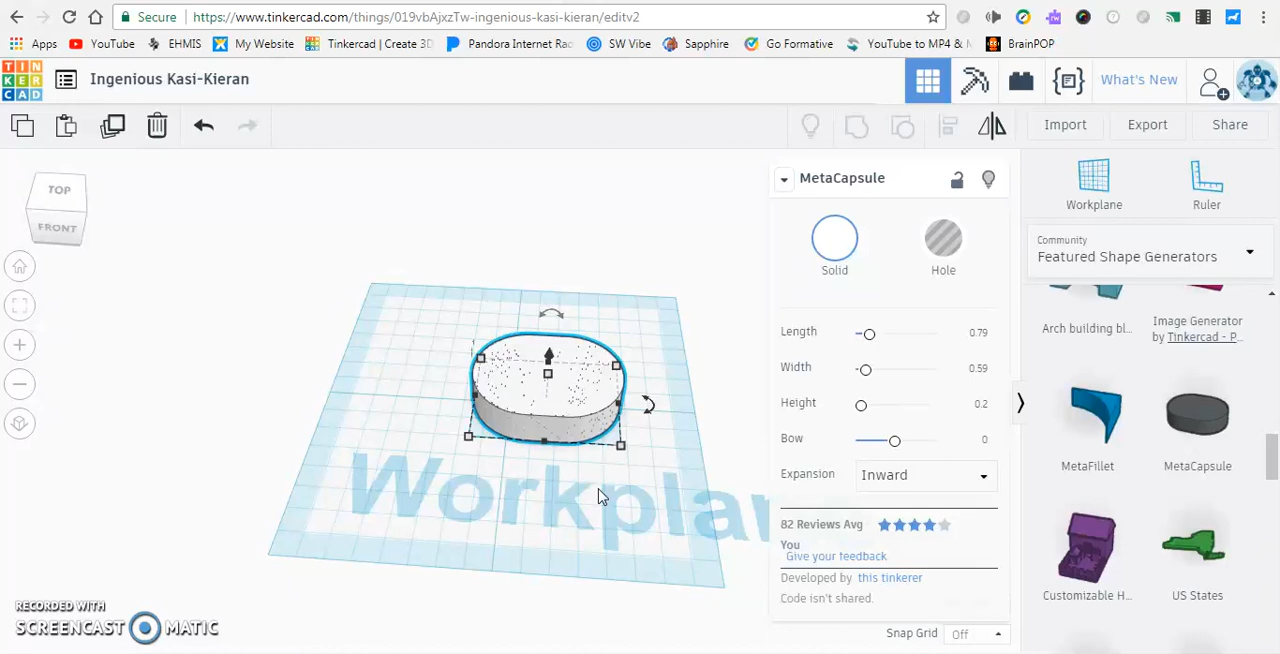 Secure
https://www.tinkercad.com/things/019vbAjxzTw-ingenious-kasi-kieran/editv2
Apps YouTube EHMIS My Website Tinkercad | Create 3D Pandora Internet Ra SW Vibe Sapphire Go Formative YouTube to MP4 & BrainPOP
TIN
KER
CAD
Ingenious Kasi-Kieran
What's New
Import Export Share
TOP
FRONT
MetaCapsule
Solid Hole
Length 0.79
Width 0.59
Height 0.2
Bow 0
Expansion Inward
82 Reviews Avg
You
Give your feedback
Developed by this tinkerer
Code isn't shared.
Snap Grid Off
Workplane Ruler
Community
Featured Shape Generators
Arch building bl...
Image Generator
by Tinkercad - P...
MetaFillet MetaCapsule
Customizable H... US States
Workplan
RECORDED WITH
SCREENCAST MATIC